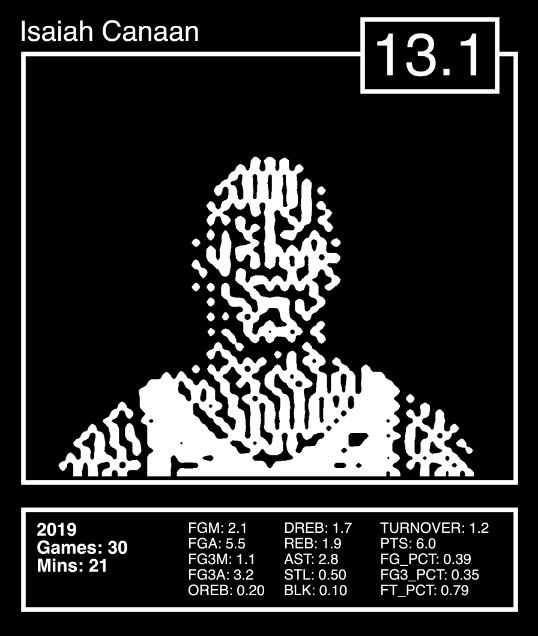 Isaiah Canaan
13.1
2019
Games: 30
Mins: 21
FGM: 2.1
FGA: 5.5
FG3M: 1.1
FG3A: 3.2
OREB: 0.20
DREB: 1.7
REB: 1.9
AST: 2.8
STL: 0.50
BLK: 0.10
TURNOVER: 1.2
PTS: 6.0
FG_PCT: 0.39
FG3_PCT: 0.35
FT_PCT: 0.79